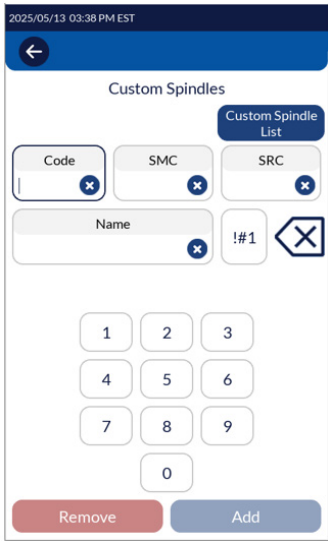 2025/05/13 03:38 PM EST
Custom Spindles
Custom Spindle
List
Code SMC SRC
Name !#1
1 2 3
4 5 6
7 8 9
0
Remove Add